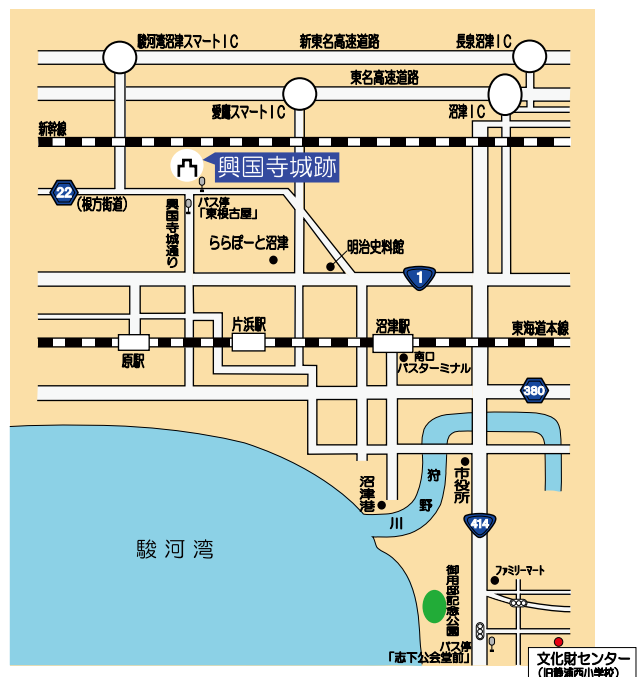 駿河湾沼津スマートIC
新東名高速道路
長泉沼津IC
東名高速道路
愛鷹スマートIC
沼津IC
新幹線
興国寺城跡
22
(根方街道)
バス停
「東根古屋」
興国寺城通り
ららぽーと沼津
明治史料館
1
片浜駅
沼津駅
東海道本線
原駅
南口
バスターミナル
380
沼津港
狩野川
市役所
414
駿河湾
御用邸記念公園
ファミリーマート
バス停
「志下公会堂前」
文化財センター
(旧静浦西小学校)